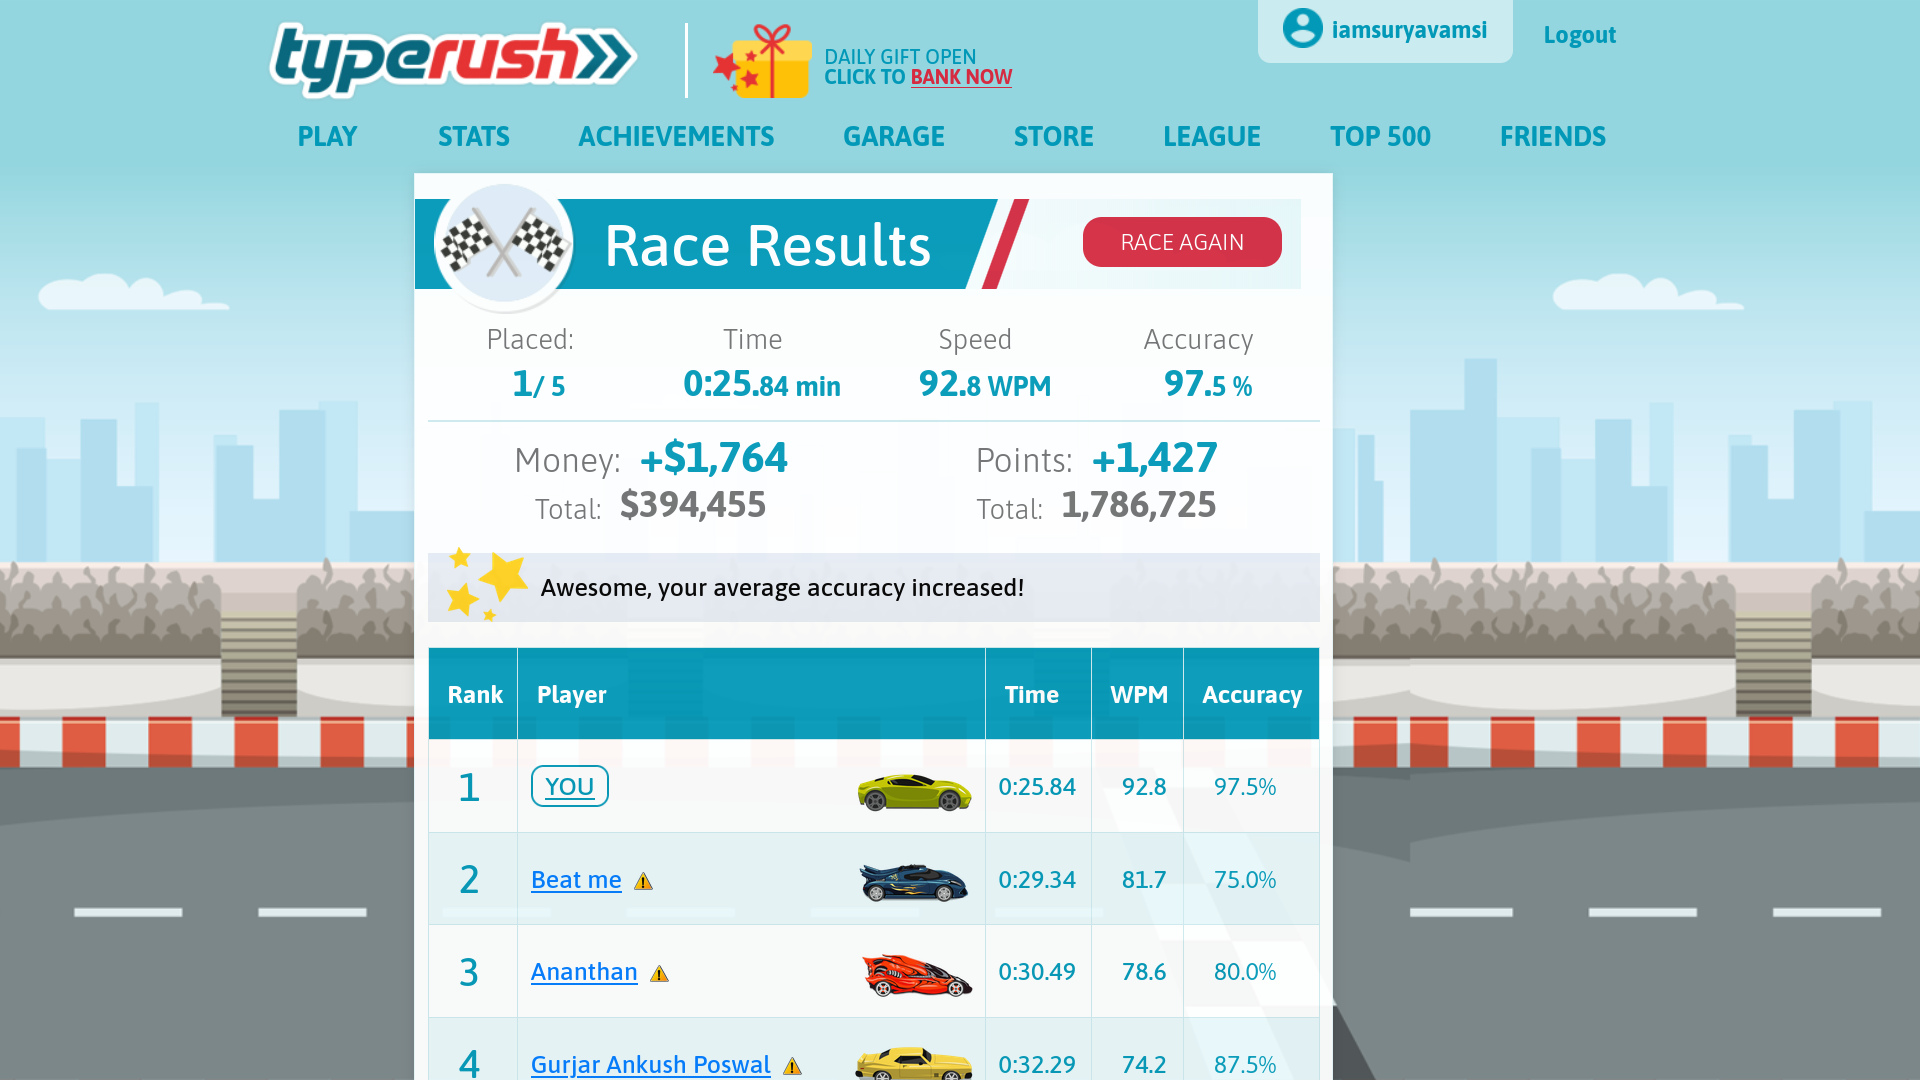 typerush
DAILY GIFT OPEN
CLICK TO BANK NOW
iamsuryavamsi
Logout
PLAY STATS ACHIEVEMENTS GARAGE STORE LEAGUE TOP 500 FRIENDS
Race Results
RACE AGAIN
Placed: Time Speed Accuracy
1/ 5 0:25.84 min 92.8 WPM 97.5 %
Money: +$1,764 Points: +1,427
Total: $394,455 Total: 1,786,725
Awesome, your average accuracy increased!
Rank Player Time WPM Accuracy
1 YOU 0:25.84 92.8 97.5%
2 Beat me 0:29.34 81.7 75.0%
3 Ananthan 0:30.49 78.6 80.0%
4 Gurjar Ankush Poswal 0:32.29 74.2 87.5%